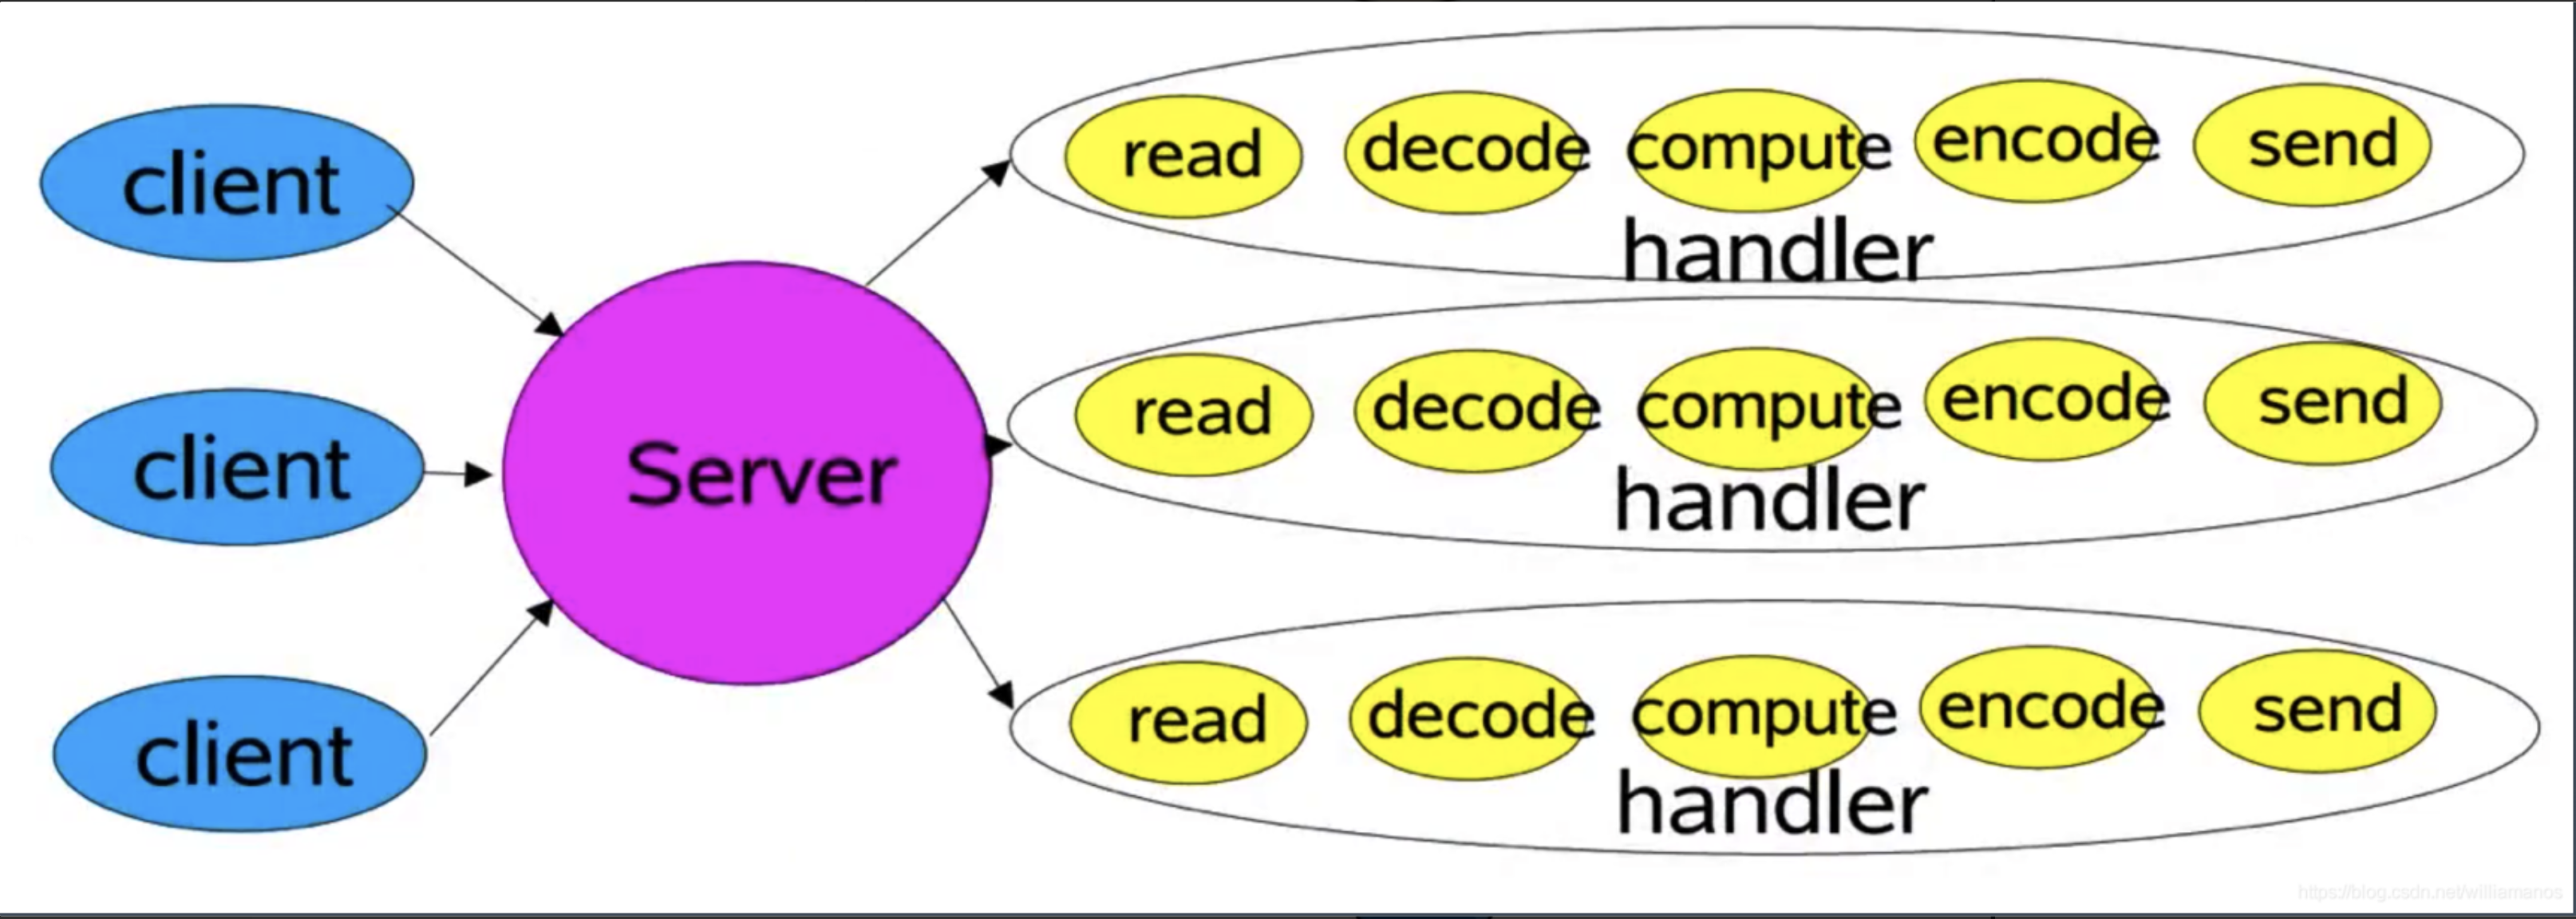 client
read decode compute encode send
handler
client
Server
read decode compute encode send
handler
client
read decode compute encode send
handler
https://blog.csdn.net/williamanos